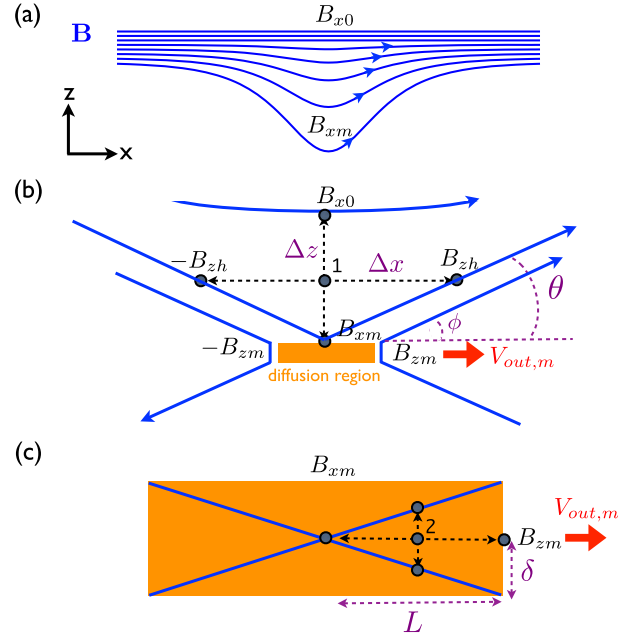 (a)
B_{x0}
B
z
B_{xm}
x
(b)
B_{x0}
Δz
1
Δx
-B_{zh}
B_{zh}
θ
B_{xm}
ϕ
-B_{zm}
B_{zm}
V_{out,m}
diffusion region
(c)
B_{xm}
2
V_{out,m}
B_{zm}
δ
L